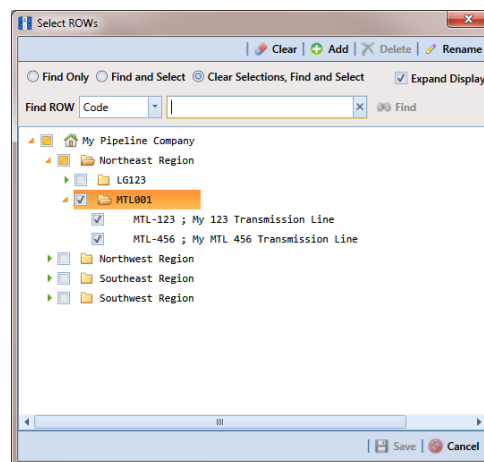 Select ROWs
Clear Add Delete Rename
Find Only Find and Select Clear Selections, Find and Select Expand Display
Find ROW Code Find
My Pipeline Company
Northeast Region
LG123
MTL001
MTL-123 ; My 123 Transmission Line
MTL-456 ; My MTL 456 Transmission Line
Northwest Region
Southeast Region
Southwest Region
Save Cancel